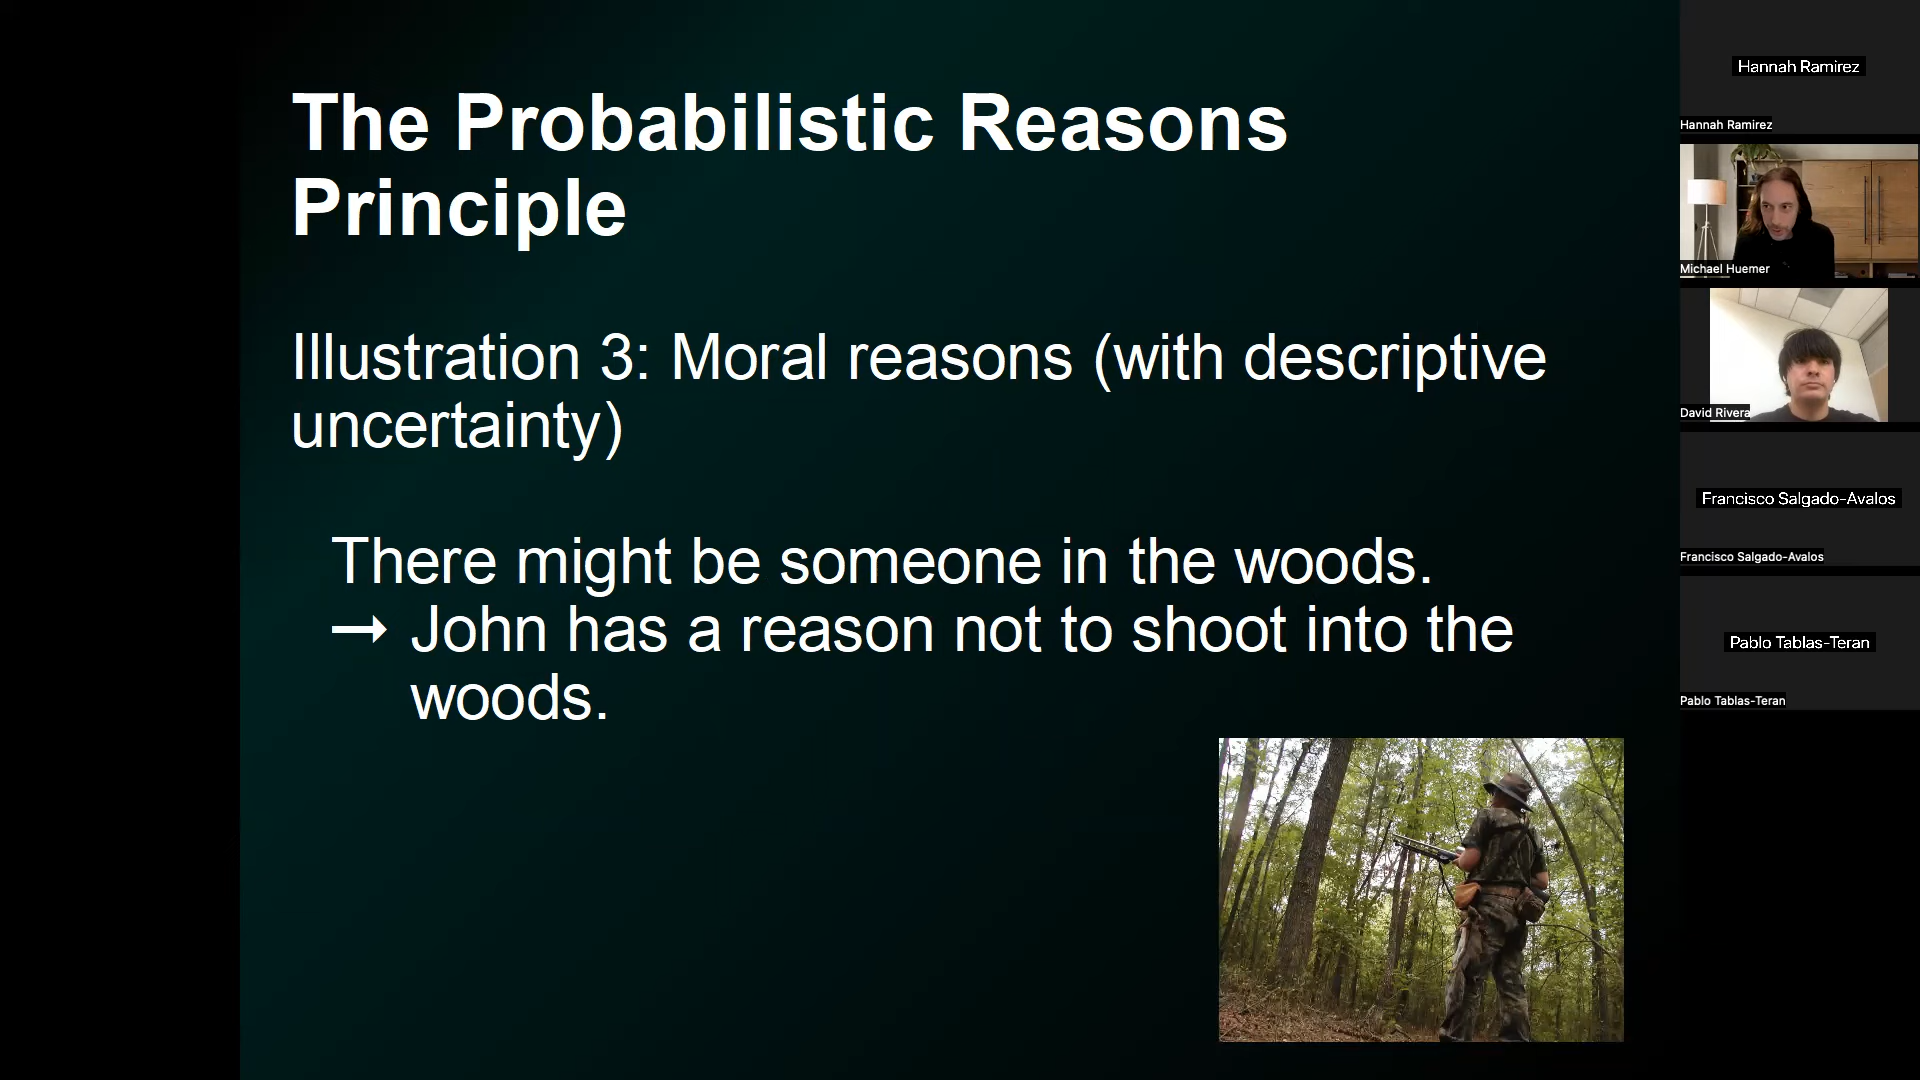 The Probabilistic Reasons
Principle
Illustration 3: Moral reasons (with descriptive
uncertainty)
There might be someone in the woods.
→ John has a reason not to shoot into the
woods.
Hannah Ramirez
Hannah Ramirez
Michael Huemer
David Rivera
Francisco Salgado-Avalos
Francisco Salgado-Avalos
Pablo Tablas-Teran
Pablo Tablas-Teran